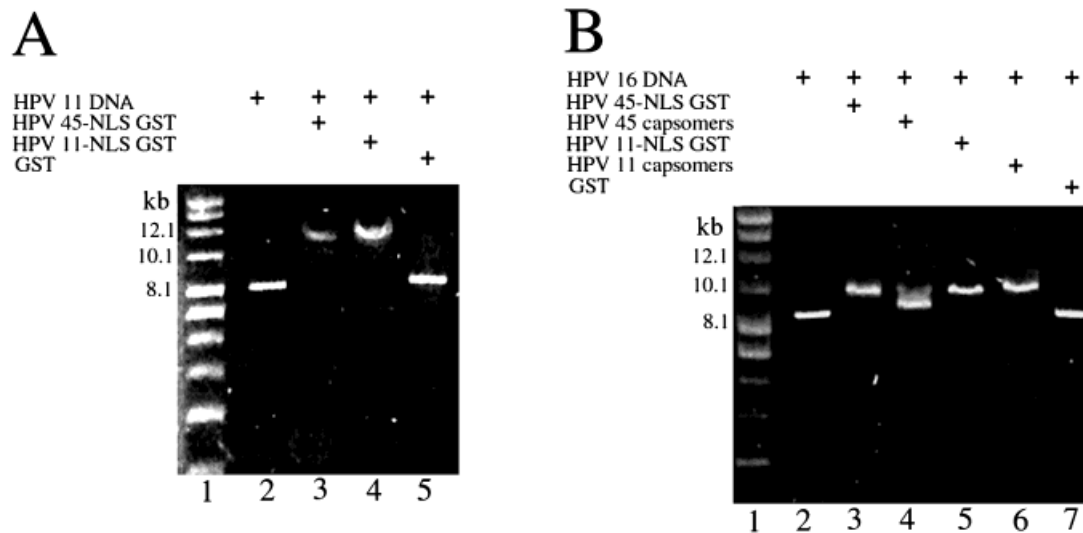 A
HPV 11 DNA + + + +
HPV 45-NLS GST +
HPV 11-NLS GST +
GST +
kb
12.1
10.1
8.1
1 2 3 4 5
B
HPV 16 DNA + + + + + +
HPV 45-NLS GST +
HPV 45 capsomers +
HPV 11-NLS GST +
HPV 11 capsomers +
GST +
kb
12.1
10.1
8.1
1 2 3 4 5 6 7